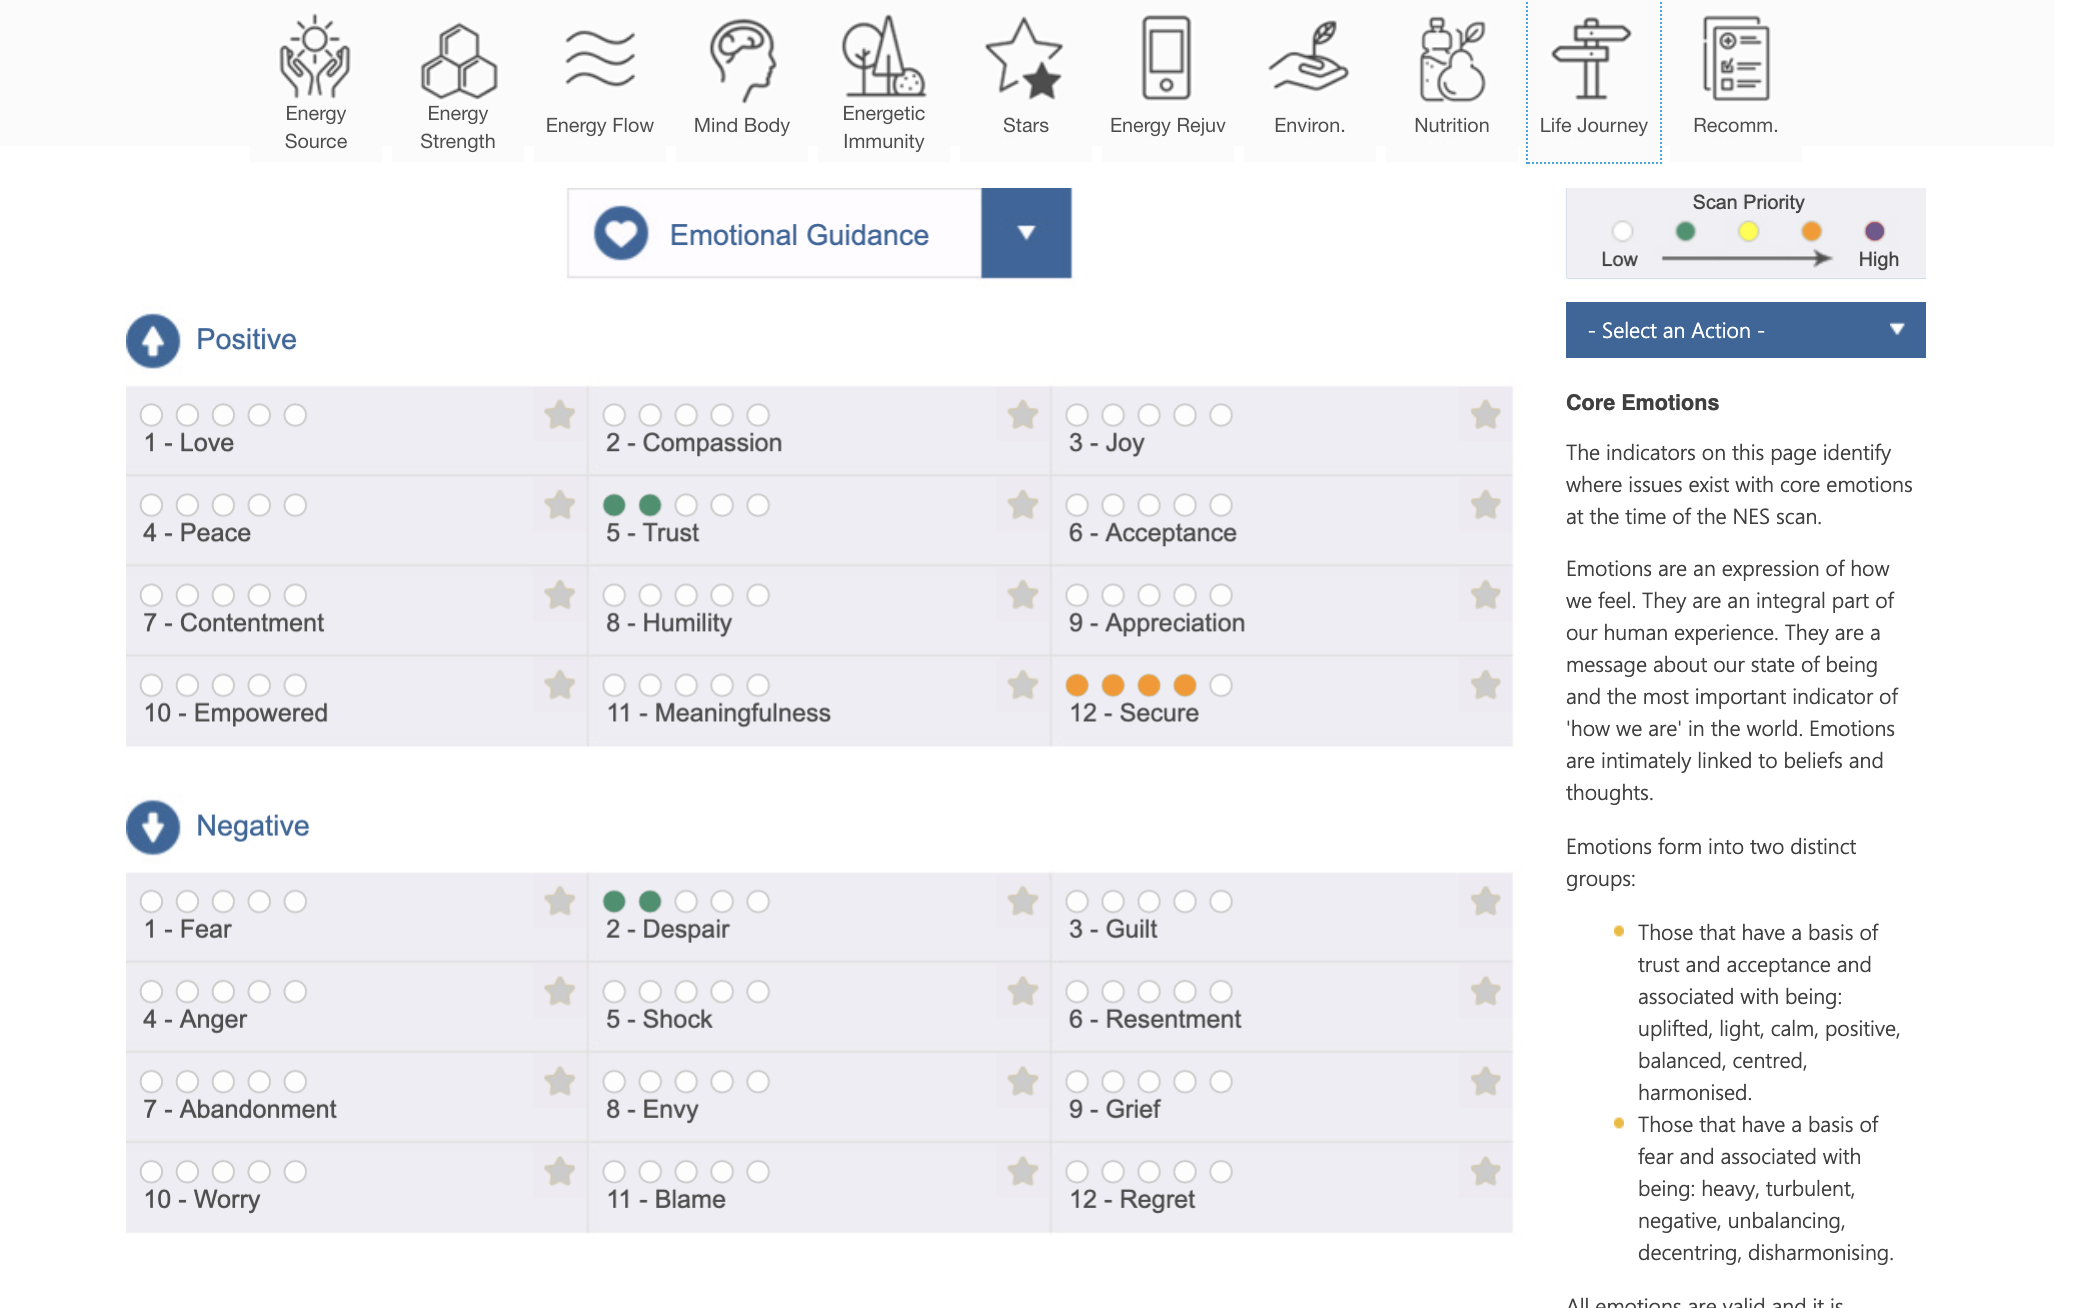 Energy
Source
Energy
Strength
Energy Flow
Mind Body
Energetic
Immunity
Stars
Energy Rejuv
Environ.
Nutrition
Life Journey
Recomm.
Emotional Guidance
Scan Priority
Low
High
- Select an Action -
Positive
1 - Love
2 - Compassion
3 - Joy
4 - Peace
5 - Trust
6 - Acceptance
7 - Contentment
8 - Humility
9 - Appreciation
10 - Empowered
11 - Meaningfulness
12 - Secure
Negative
1 - Fear
2 - Despair
3 - Guilt
4 - Anger
5 - Shock
6 - Resentment
7 - Abandonment
8 - Envy
9 - Grief
10 - Worry
11 - Blame
12 - Regret
Core Emotions
The indicators on this page identify
where issues exist with core emotions
at the time of the NES scan.
Emotions are an expression of how
we feel. They are an integral part of
our human experience. They are a
message about our state of being
and the most important indicator of
'how we are' in the world. Emotions
are intimately linked to beliefs and
thoughts.
Emotions form into two distinct
groups:
Those that have a basis of
trust and acceptance and
associated with being:
uplifted, light, calm, positive,
balanced, centred,
harmonised.
Those that have a basis of
fear and associated with
being: heavy, turbulent,
negative, unbalancing,
decentring, disharmonising.
All emotions are valid and it is